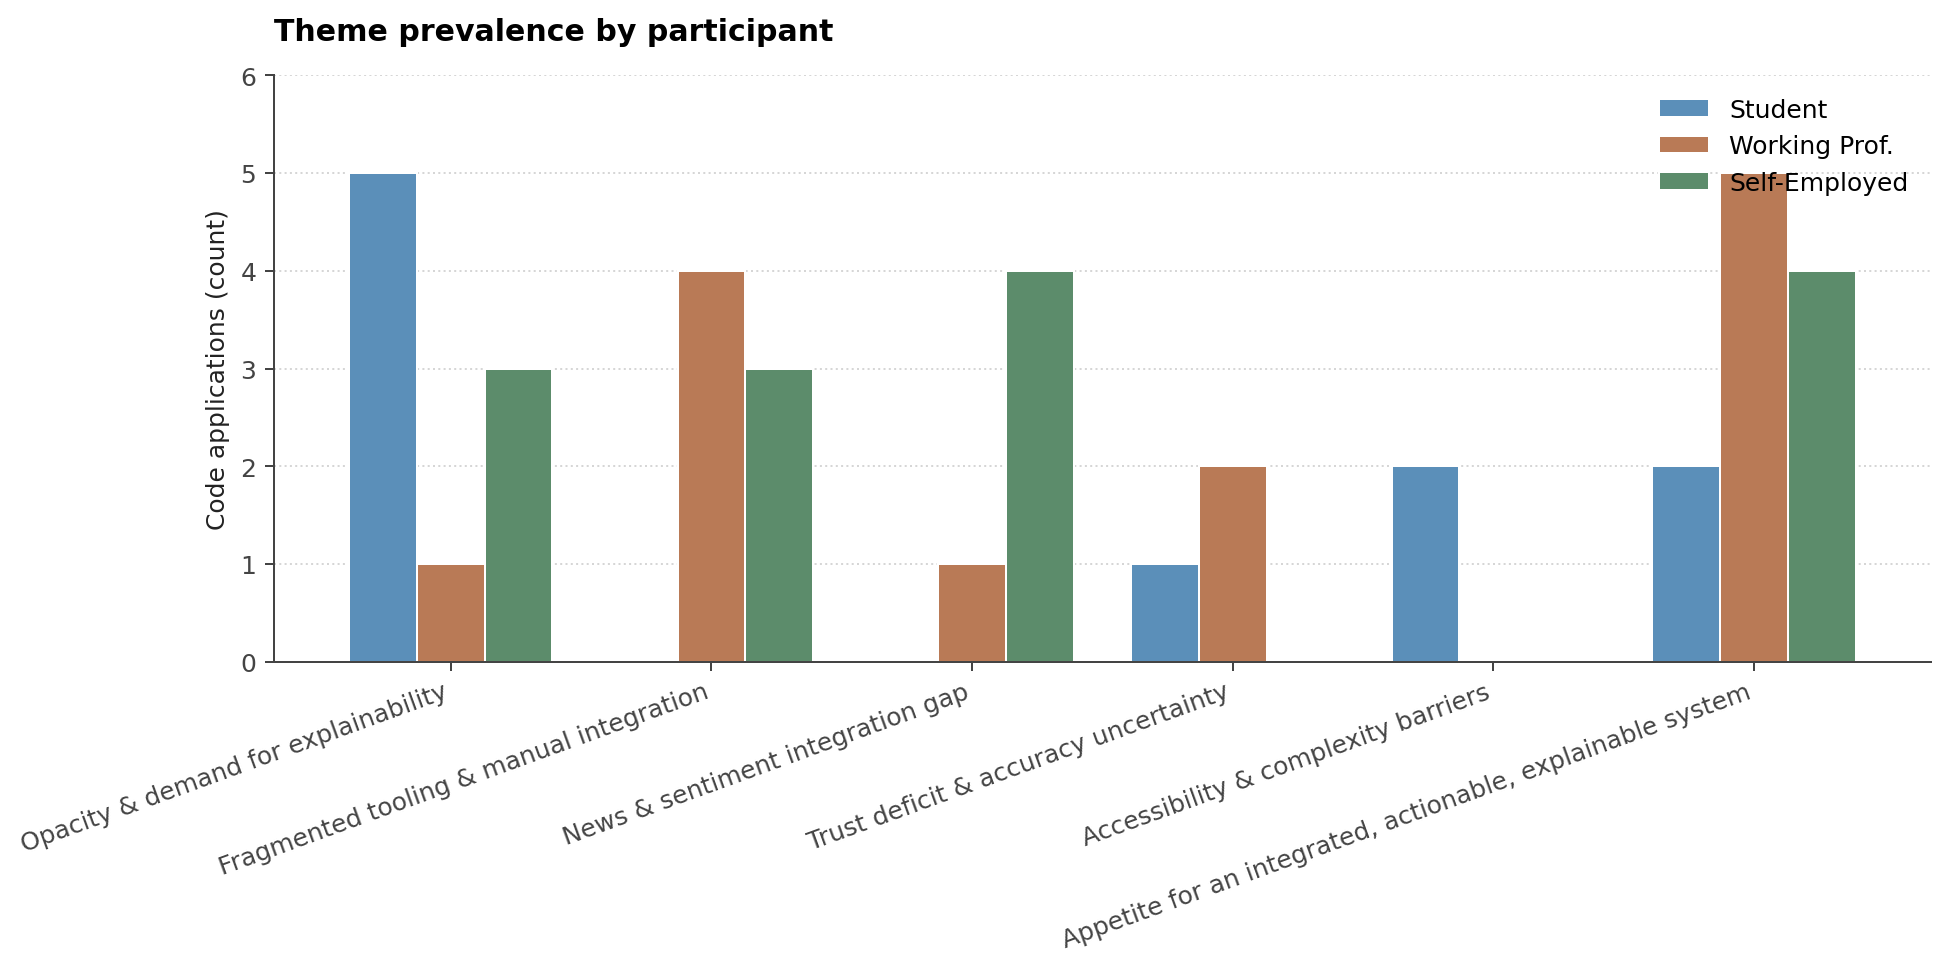 Theme prevalence by participant
Code applications (count)
6
5
4
3
2
1
0
Student
Working Prof.
Self-Employed
Opacity & demand for explainability
Fragmented tooling & manual integration
News & sentiment integration gap
Trust deficit & accuracy uncertainty
Accessibility & complexity barriers
Appetite for an integrated, actionable, explainable system